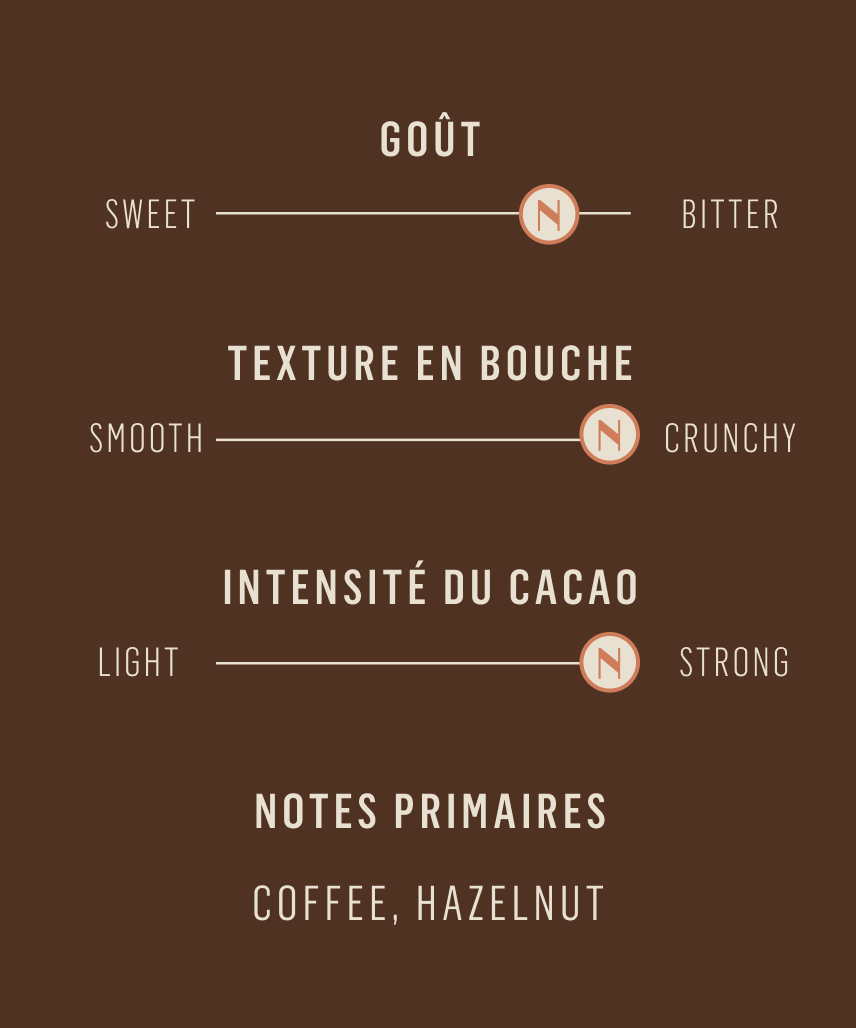 GOÛT
SWEET N BITTER
TEXTURE EN BOUCHE
SMOOTH N CRUNCHY
INTENSITÉ DU CACAO
LIGHT N STRONG
NOTES PRIMAIRES
COFFEE, HAZELNUT